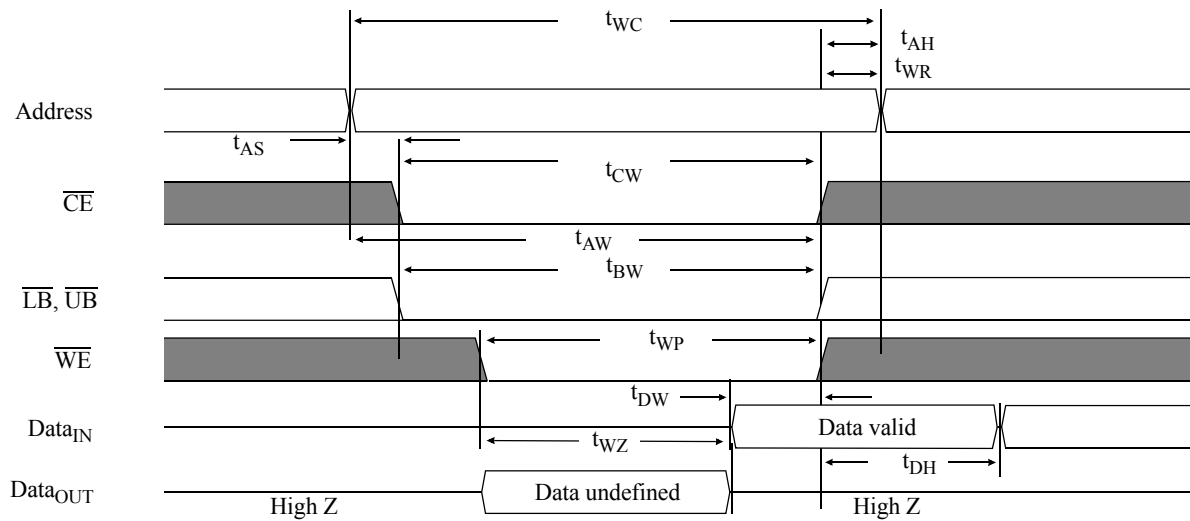 tWC
tAH
tWR
Address
tAS
tCW
CE
tAW
tBW
LB, UB
tWP
WE
tDW
DataIN
Data valid
tWZ
tDH
DataOUT
Data undefined
High Z
High Z